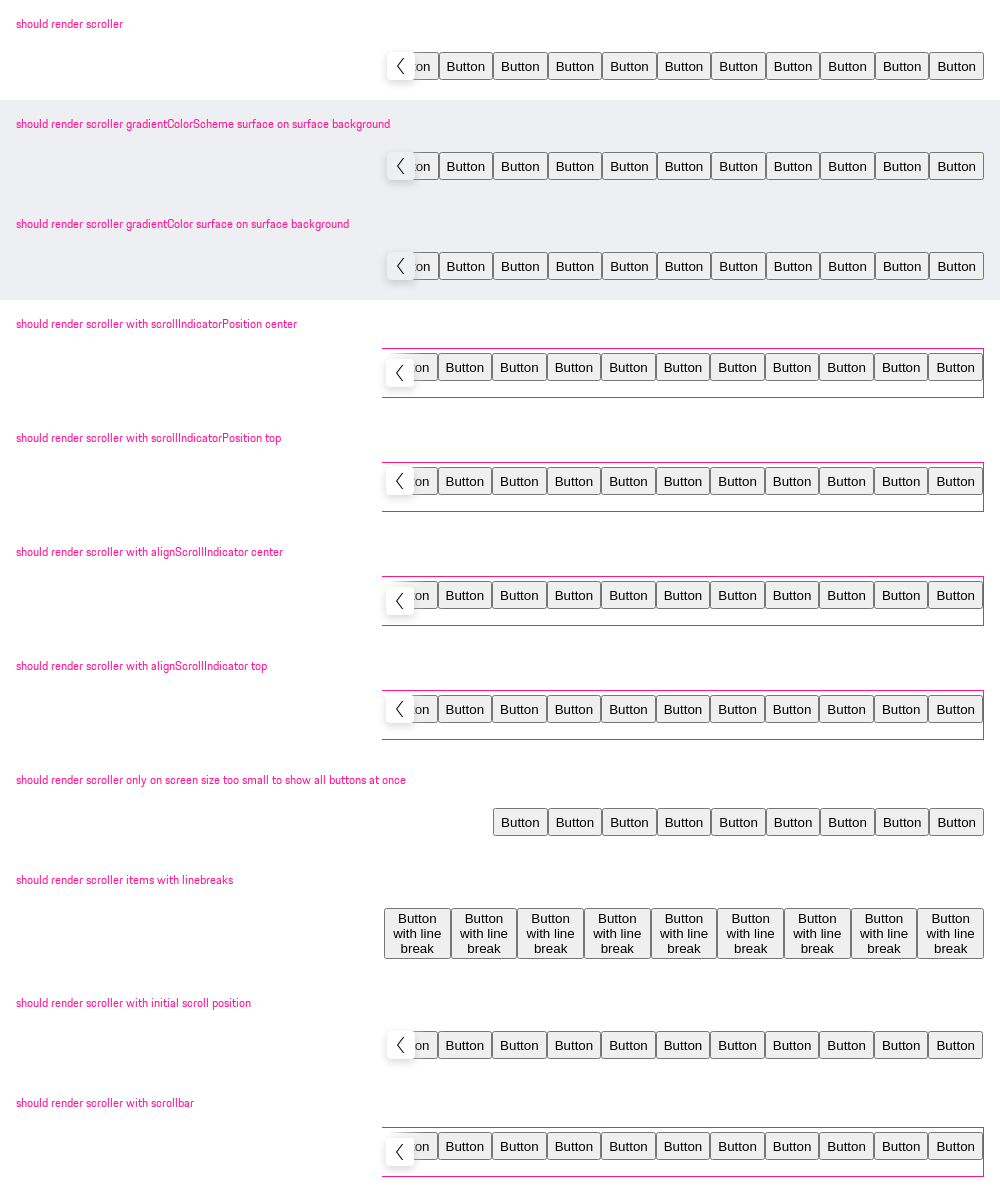 should render scroller
on Button Button Button Button Button Button Button Button Button Button
should render scroller gradientColorScheme surface on surface background
on Button Button Button Button Button Button Button Button Button Button
should render scroller gradientColor surface on surface background
on Button Button Button Button Button Button Button Button Button Button
should render scroller with scrollIndicatorPosition center
on Button Button Button Button Button Button Button Button Button Button
should render scroller with scrollIndicatorPosition top
on Button Button Button Button Button Button Button Button Button Button
should render scroller with alignScrollIndicator center
on Button Button Button Button Button Button Button Button Button Button
should render scroller with alignScrollIndicator top
on Button Button Button Button Button Button Button Button Button Button
should render scroller only on screen size too small to show all buttons at once
Button Button Button Button Button Button Button Button Button
should render scroller items with linebreaks
Button Button Button Button Button Button Button Button Button
with line with line with line with line with line with line with line with line with line
break break break break break break break break break
should render scroller with initial scroll position
on Button Button Button Button Button Button Button Button Button Button
should render scroller with scrollbar
on Button Button Button Button Button Button Button Button Button Button